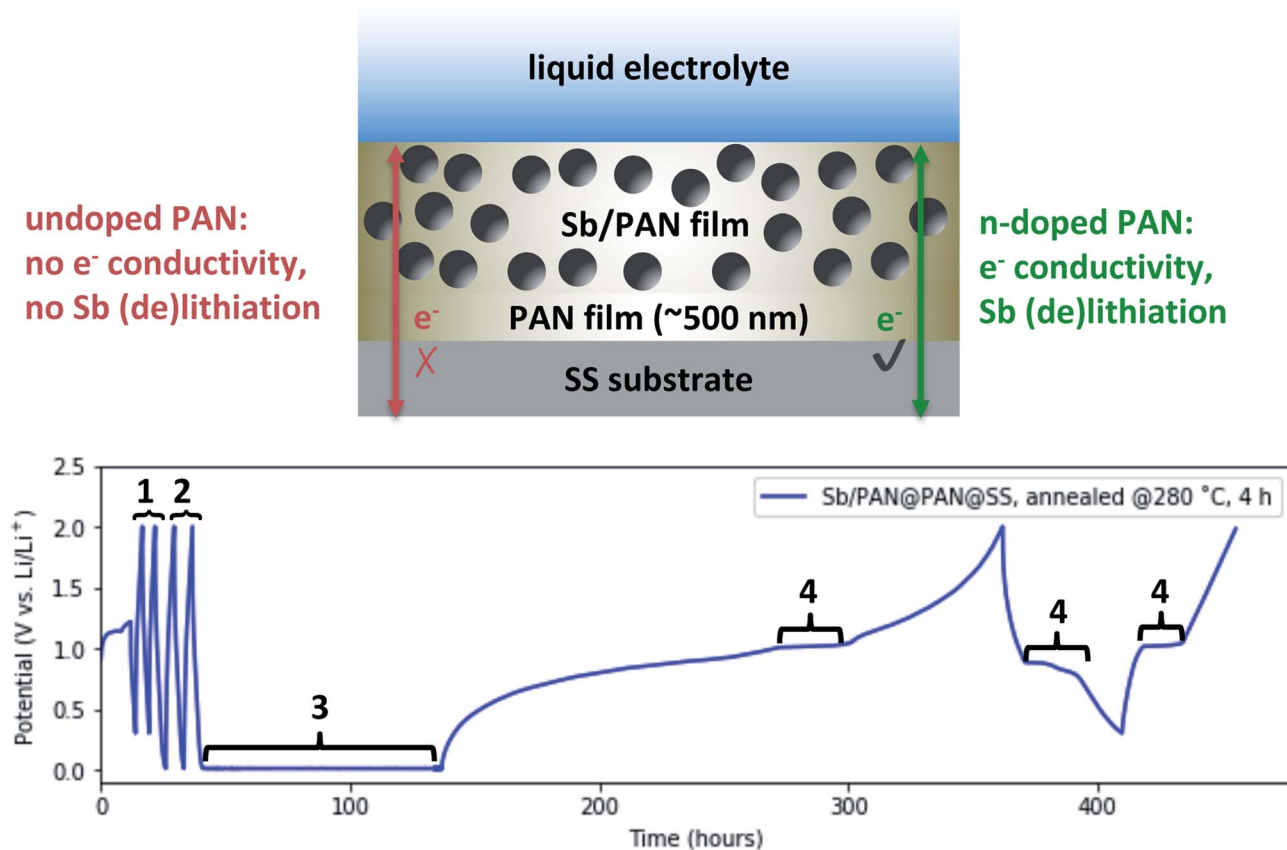 liquid electrolyte
undoped PAN:
no e⁻ conductivity,
no Sb (de)lithiation
Sb/PAN film
n-doped PAN:
e⁻ conductivity,
Sb (de)lithiation
e⁻
PAN film (~500 nm)
e⁻
X
✓
SS substrate
2.5
2.0
1.5
1.0
0.5
0.0
Potential (V vs. Li/Li⁺)
1
2
3
4
4
4
Sb/PAN@PAN@SS, annealed @280 ˚C, 4 h
0
100
200
300
400
Time (hours)